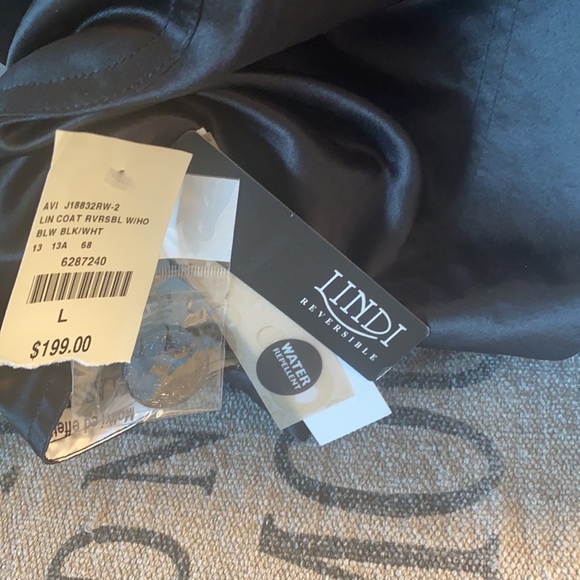 AVI J18832RW-2
LIN COAT RVRSBL W/HO
BLW BLK/WHT
13 13A 68
6287240
L
$199.00
LINDI
REVERSIBLE
WATER
REPELLENT